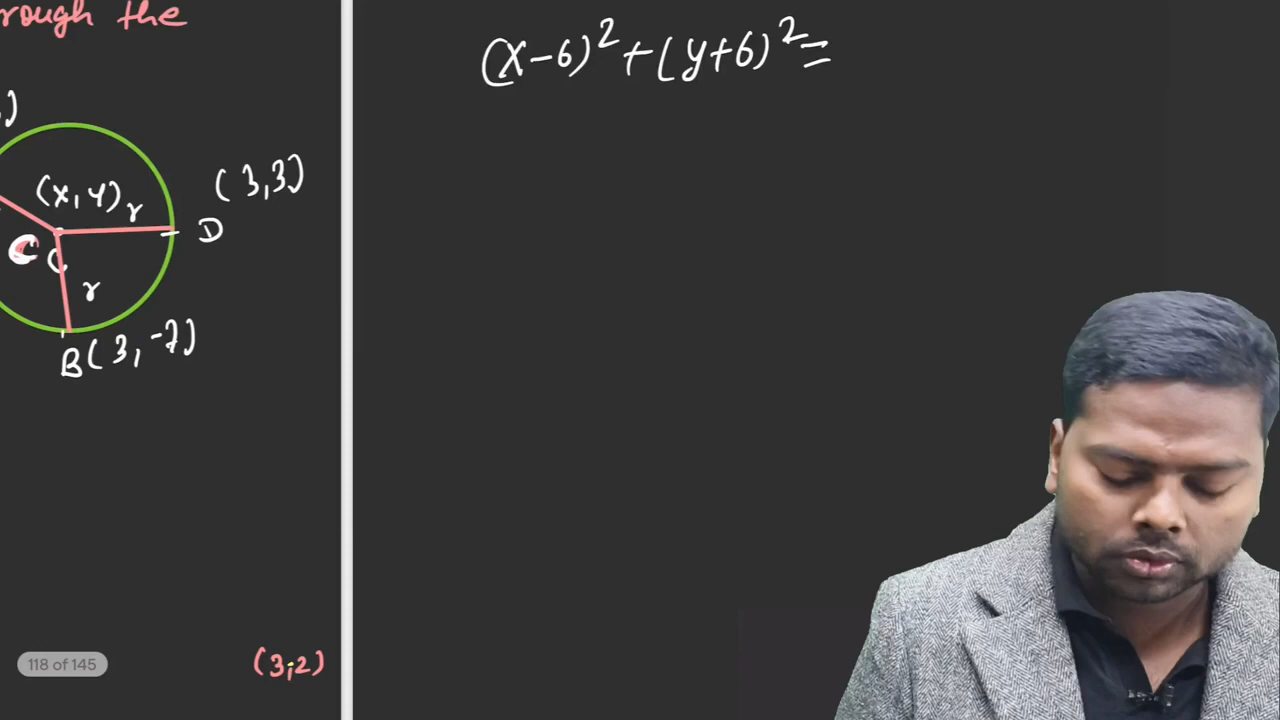 rough the
(x-6)²+(y+6)²=
)
(x,y) r
(3,3)
D
C
r
B(3,-7)
118 of 145
(3,2)